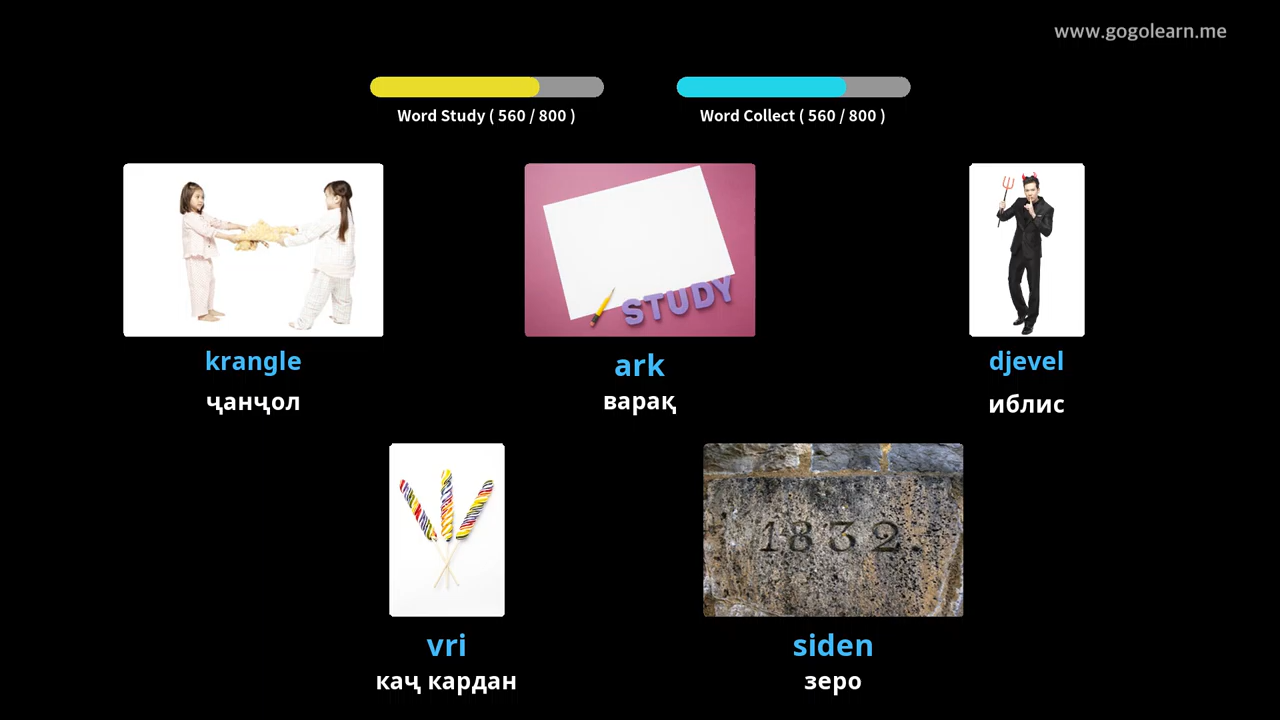 www.gogolearn.me
Word Study ( 560 / 800 )
Word Collect ( 560 / 800 )
STUDY
krangle
ҷанҷол
ark
варақ
djevel
иблис
1832.
vri
каҷ кардан
siden
зеро